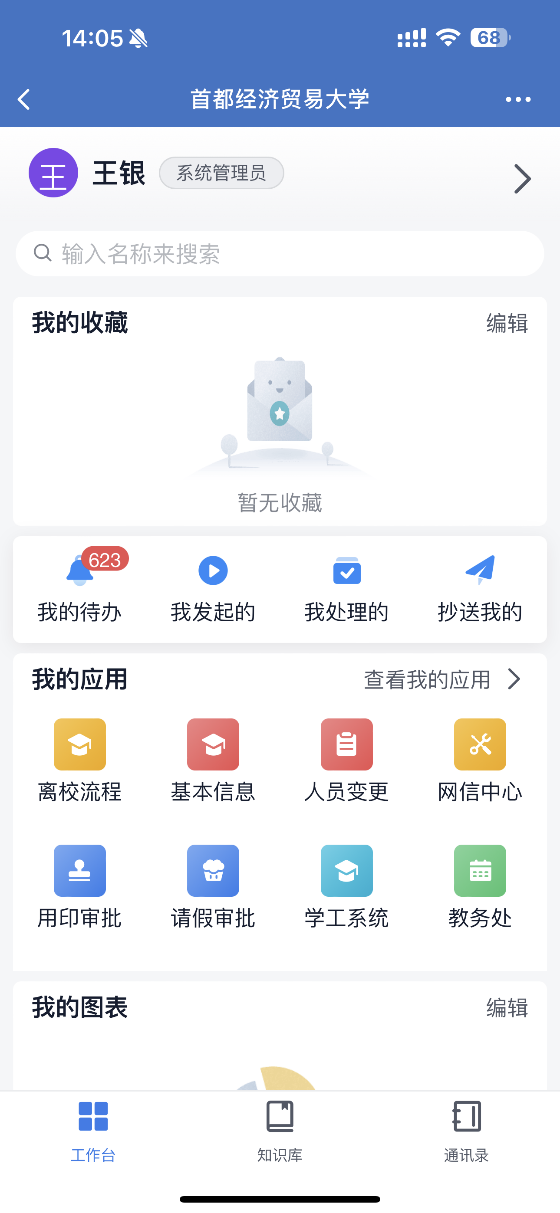 14:05 68
首都经济贸易大学
王 王银 系统管理员
输入名称来搜索
我的收藏 编辑
暂无收藏
623
我的待办 我发起的 我处理的 抄送我的
我的应用 查看我的应用
离校流程 基本信息 人员变更 网信中心
用印审批 请假审批 学工系统 教务处
我的图表 编辑
工作台 知识库 通讯录